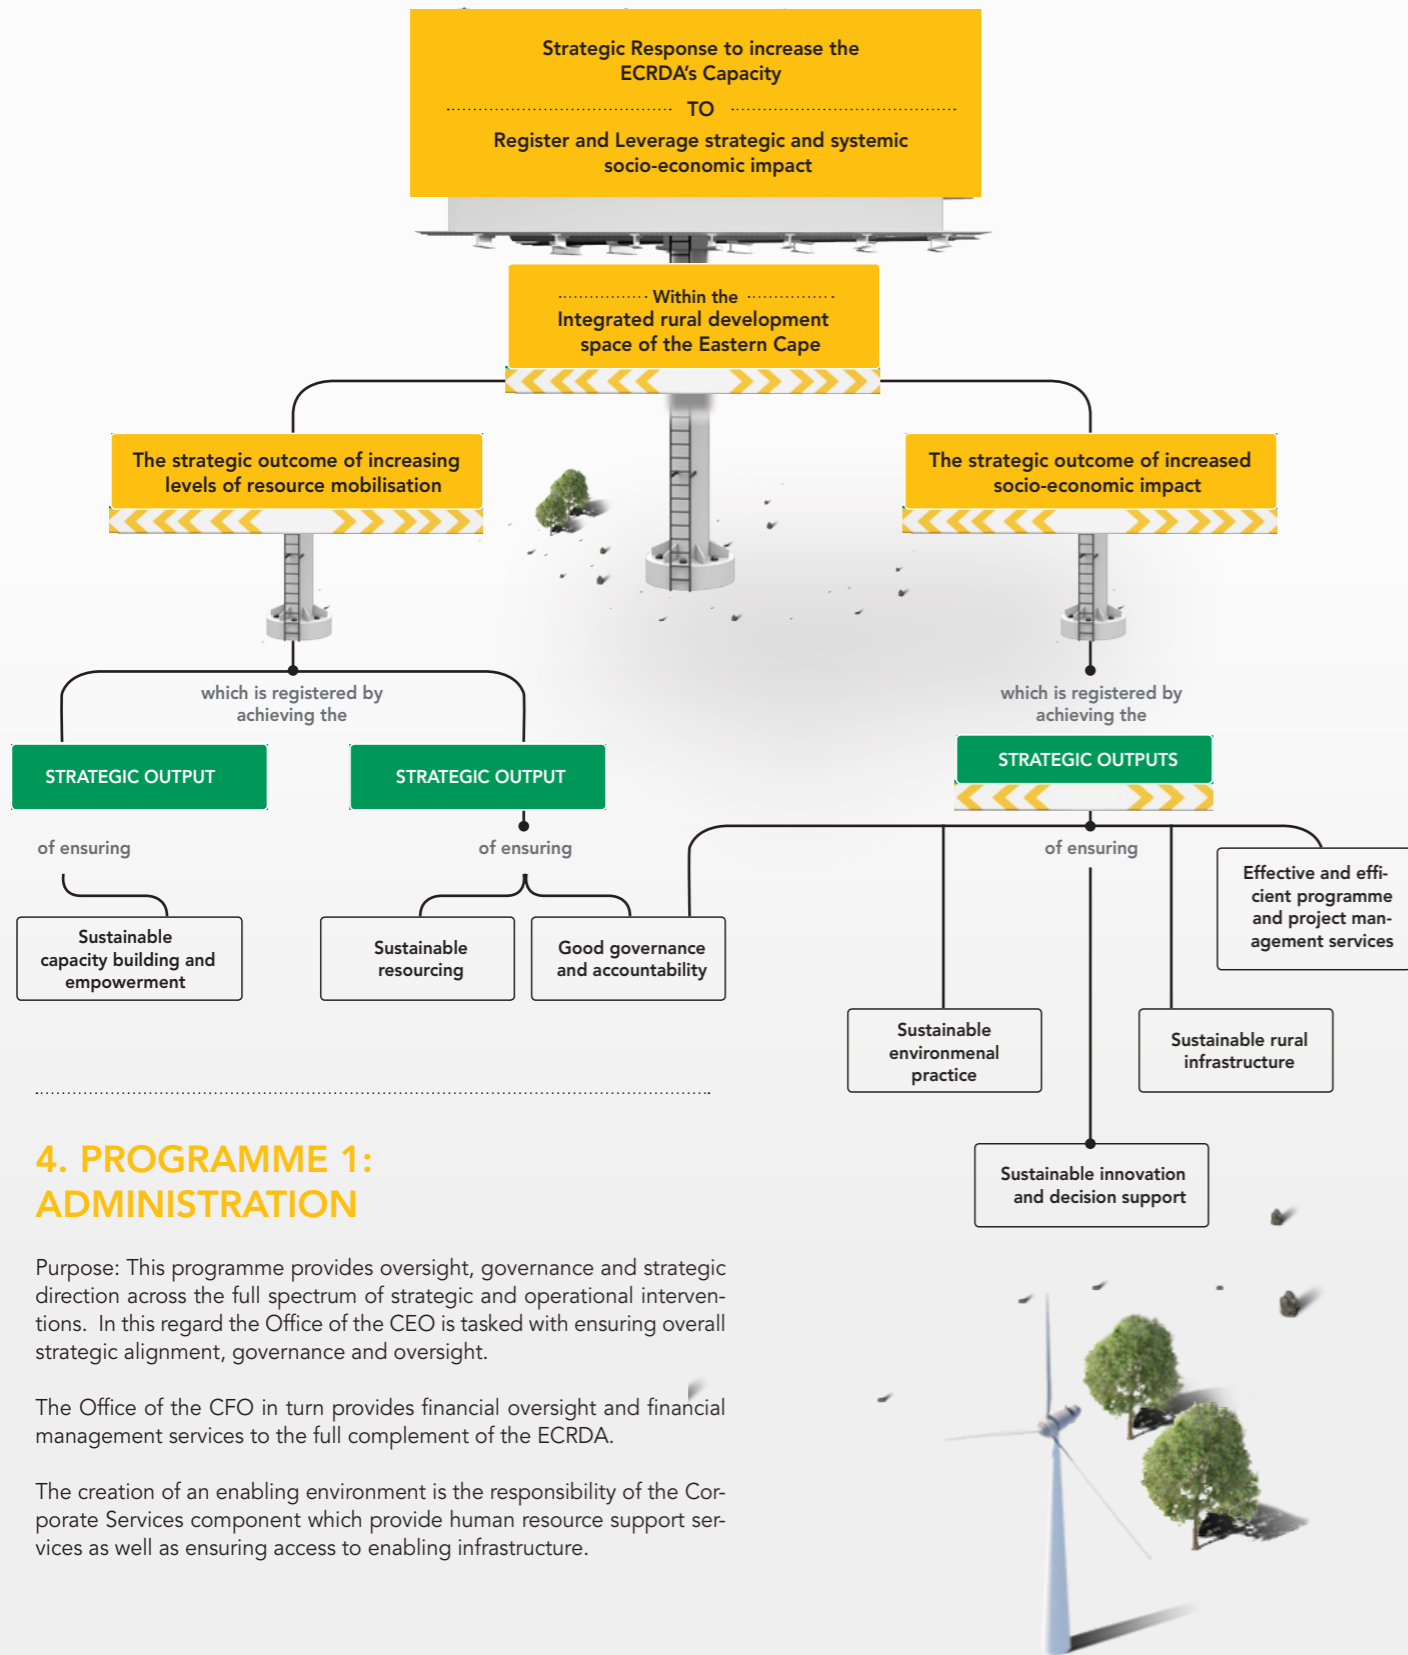 Strategic Response to increase the
ECRDA's Capacity
TO
Register and Leverage strategic and systemic
socio-economic impact
Within the
Integrated rural development
space of the Eastern Cape
The strategic outcome of increasing
levels of resource mobilisation
The strategic outcome of increased
socio-economic impact
which is registered by
achieving the
which is registered by
achieving the
STRATEGIC OUTPUT
STRATEGIC OUTPUT
STRATEGIC OUTPUTS
of ensuring
of ensuring
of ensuring
Sustainable
capacity building and
empowerment
Sustainable
resourcing
Good governance
and accountability
Effective and effi-
cient programme
and project man-
agement services
Sustainable
environmenal
practice
Sustainable rural
infrastructure
Sustainable innovation
and decision support
4. PROGRAMME 1:
ADMINISTRATION
Purpose: This programme provides oversight, governance and strategic
direction across the full spectrum of strategic and operational interven-
tions. In this regard the Office of the CEO is tasked with ensuring overall
strategic alignment, governance and oversight.
The Office of the CFO in turn provides financial oversight and financial
management services to the full complement of the ECRDA.
The creation of an enabling environment is the responsibility of the Cor-
porate Services component which provide human resource support ser-
vices as well as ensuring access to enabling infrastructure.